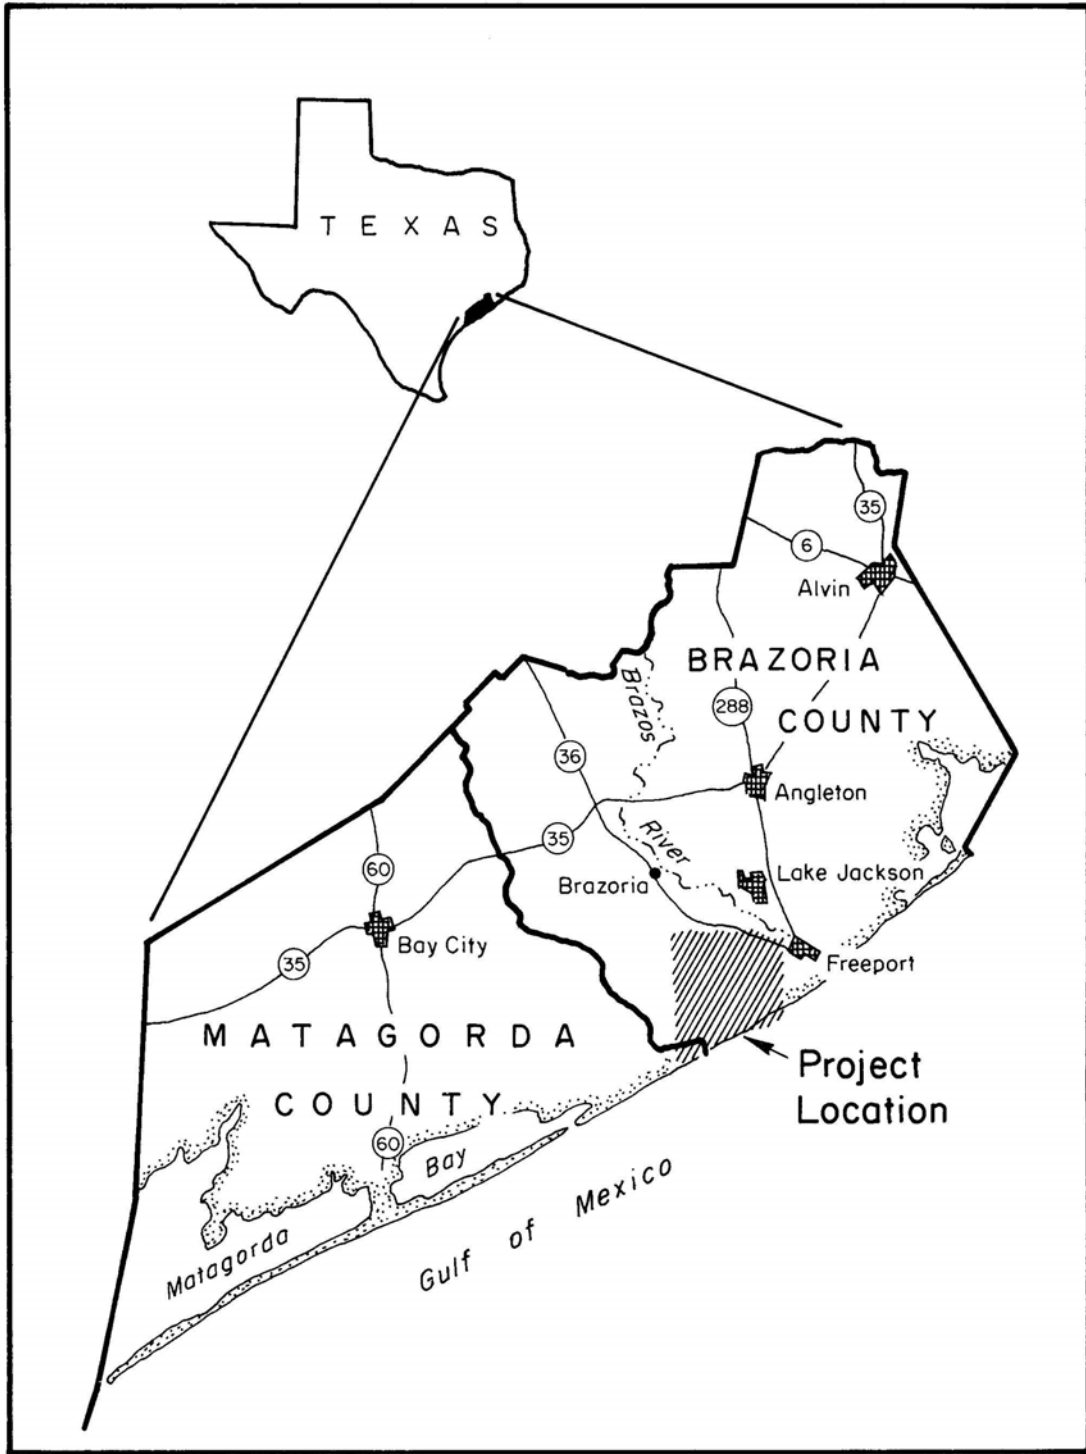 TEXAS
35
6
Alvin
BRAZORIA
COUNTY
Brazos
288
36
Angleton
35
River
60
Lake Jackson
Brazoria
Bay City
Freeport
35
MATAGORDA
COUNTY
Project
Location
60
Bay
Matagorda
Gulf of Mexico